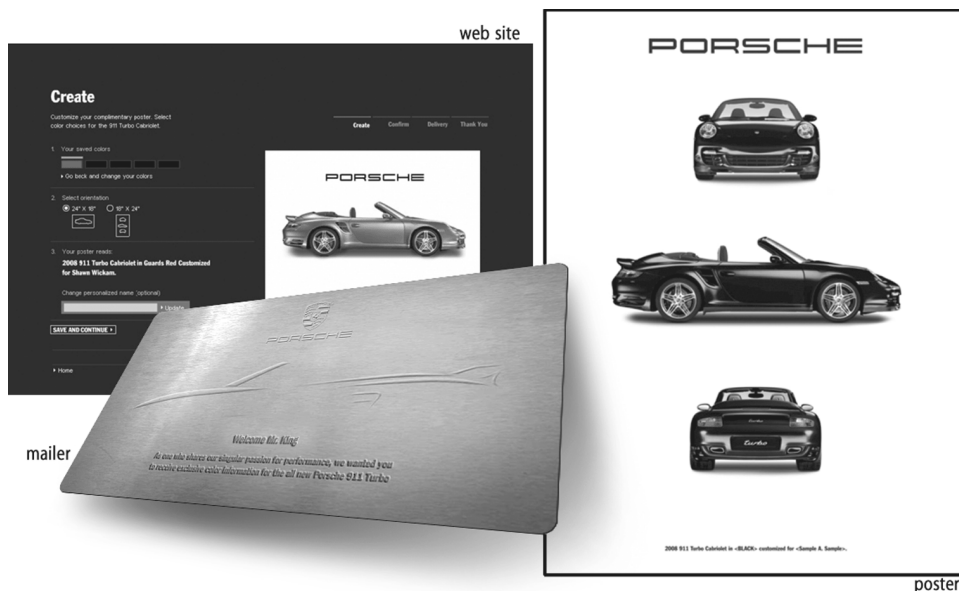 web site
Create
Customize your complimentary poster. Select
color choices for the 911 Turbo Cabriolet.
Create Confirm Delivery Thank You
1. Your saved colors
Go back and change your colors
2. Select orientation
24" X 18" 18" X 24"
3. Your poster reads:
2008 911 Turbo Cabriolet in Guards Red Customized
for Shawn Wickam.
Change personalized name (optional)
Update
SAVE AND CONTINUE
Home
PORSCHE
mailer
PORSCHE
Welcome Mr. King
As one who shares our singular passion for performance, we wanted you
to receive exclusive color information for the all new Porsche 911 Turbo
PORSCHE
turbo
2008 911 Turbo Cabriolet in <BLACK> customized for <Sample A. Sample>.
poster